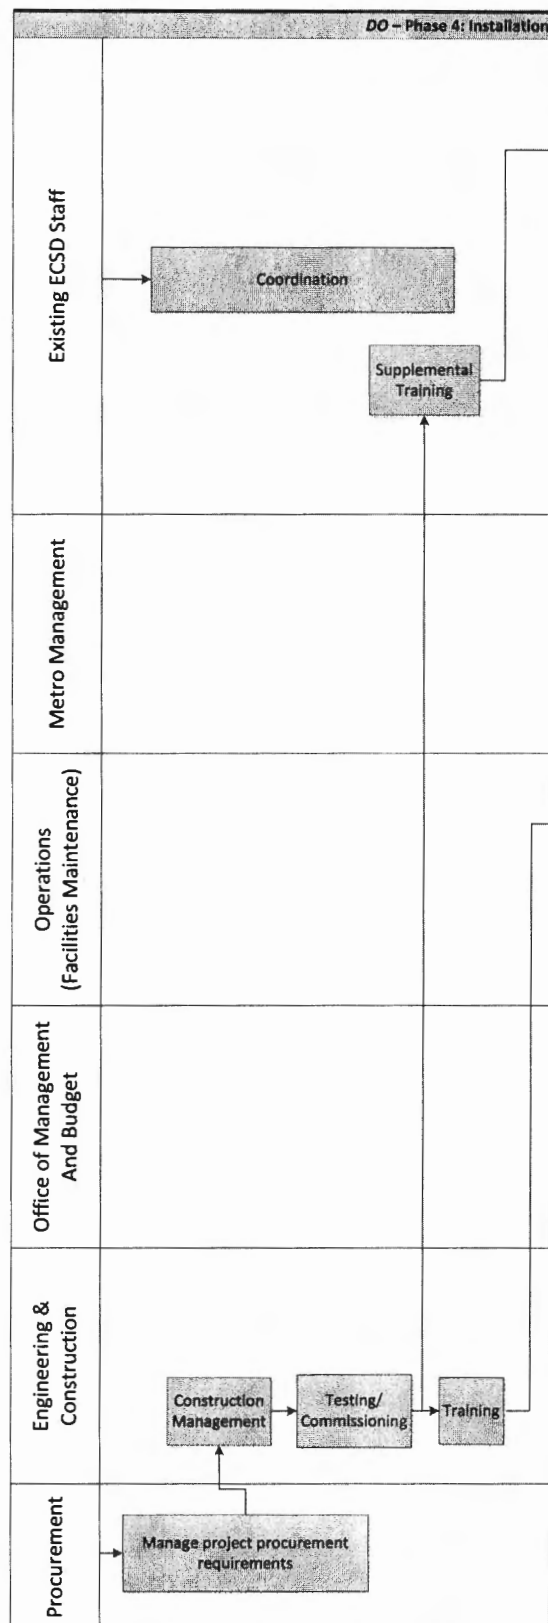 DO – Phase 4: Installation
Existing ECSD Staff
Coordination
Supplemental
Training
Metro Management
Operations
(Facilities Maintenance)
Office of Management
And Budget
Engineering &
Construction
Construction
Management
Testing/
Commissioning
Training
Procurement
Manage project procurement
requirements